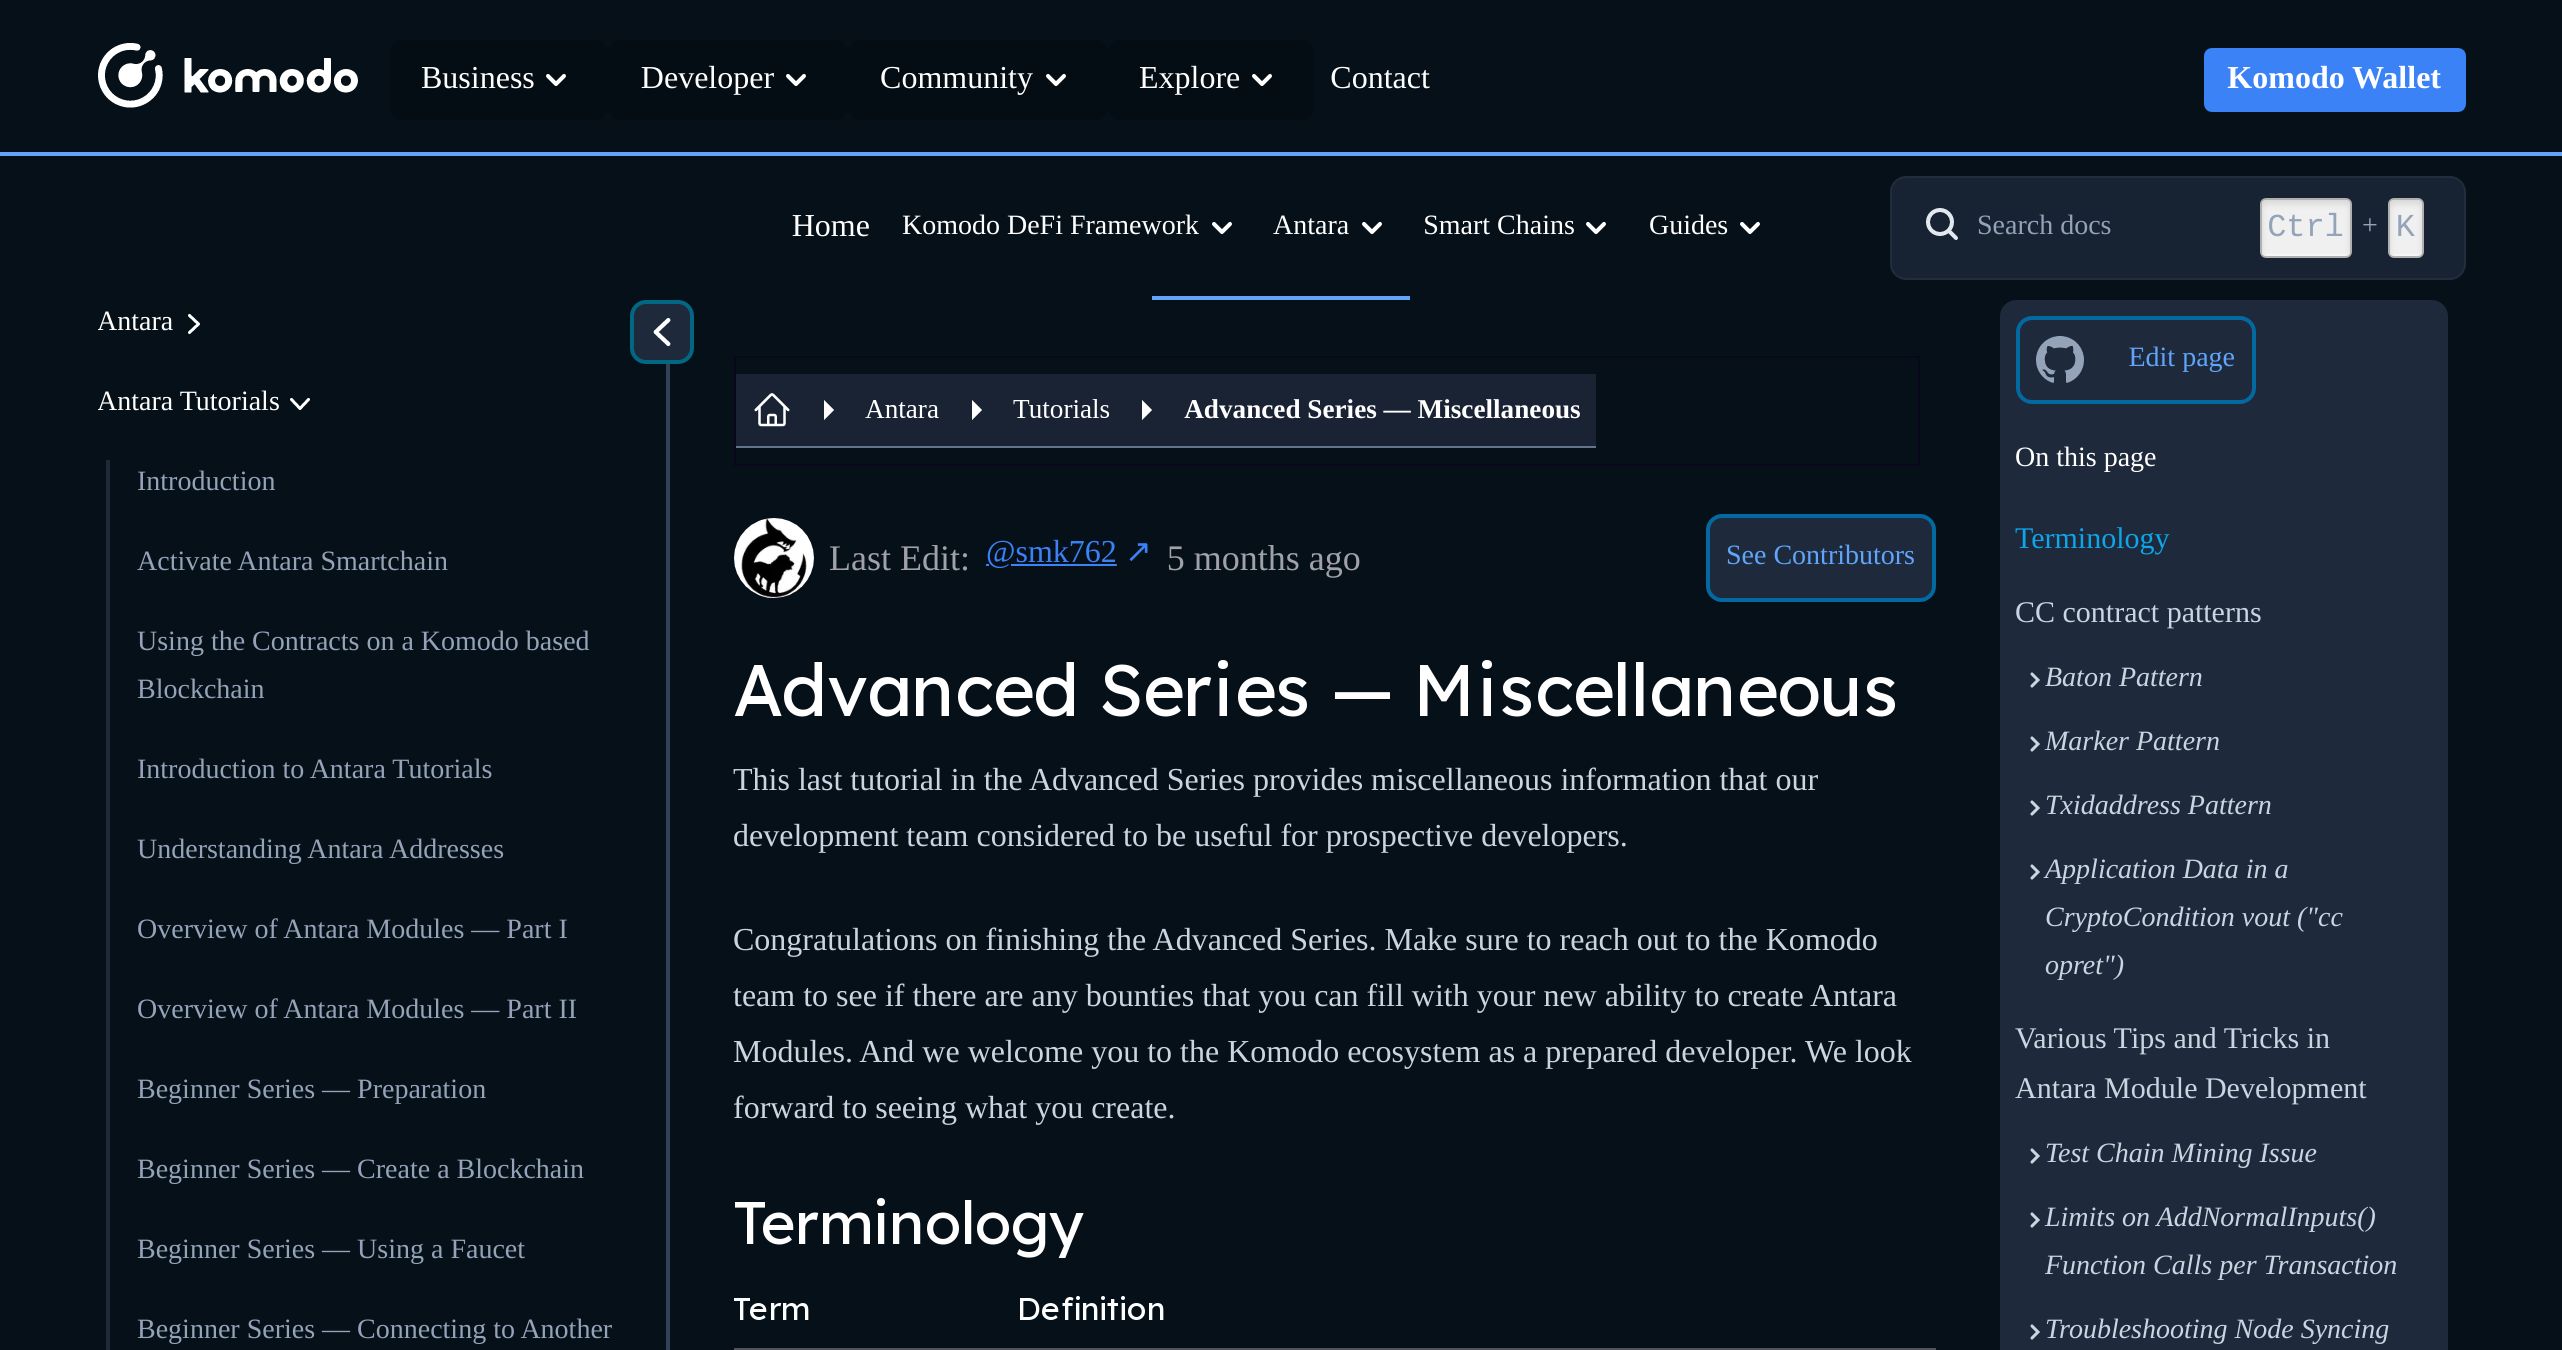 komodo
Business
Developer
Community
Explore
Contact
Komodo Wallet
Home
Komodo DeFi Framework
Antara
Smart Chains
Guides
Search docs
Ctrl + K
Antara
Antara Tutorials
Introduction
Activate Antara Smartchain
Using the Contracts on a Komodo based
Blockchain
Introduction to Antara Tutorials
Understanding Antara Addresses
Overview of Antara Modules — Part I
Overview of Antara Modules — Part II
Beginner Series — Preparation
Beginner Series — Create a Blockchain
Beginner Series — Using a Faucet
Beginner Series — Connecting to Another
Antara
Tutorials
Advanced Series — Miscellaneous
Last Edit: @smk762 ↗ 5 months ago
See Contributors
Advanced Series — Miscellaneous
This last tutorial in the Advanced Series provides miscellaneous information that our
development team considered to be useful for prospective developers.
Congratulations on finishing the Advanced Series. Make sure to reach out to the Komodo
team to see if there are any bounties that you can fill with your new ability to create Antara
Modules. And we welcome you to the Komodo ecosystem as a prepared developer. We look
forward to seeing what you create.
Terminology
Term Definition
Edit page
On this page
Terminology
CC contract patterns
Baton Pattern
Marker Pattern
Txidaddress Pattern
Application Data in a
CryptoCondition vout ("cc
opret")
Various Tips and Tricks in
Antara Module Development
Test Chain Mining Issue
Limits on AddNormalInputs()
Function Calls per Transaction
Troubleshooting Node Syncing